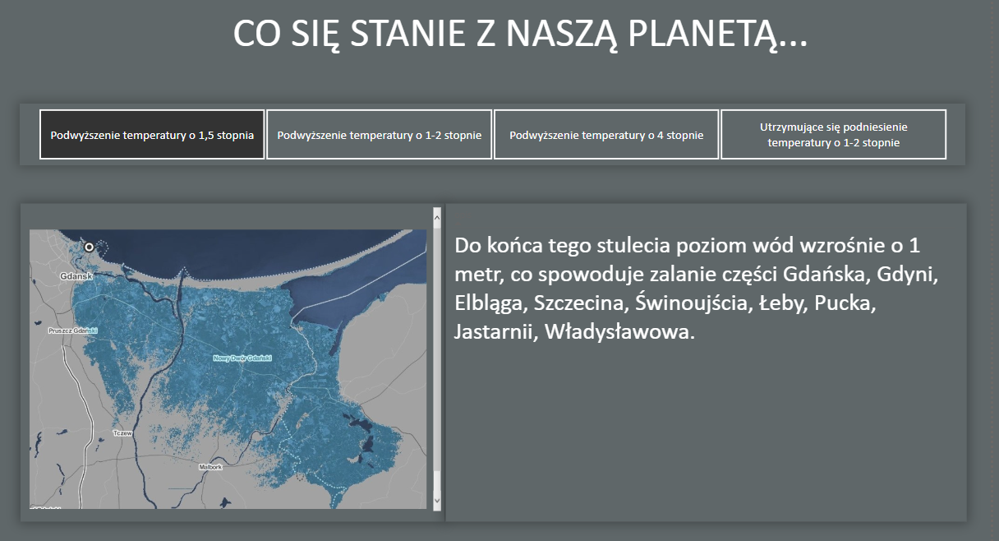 CO SIĘ STANIE Z NASZĄ PLANETĄ...
Podwyższenie temperatury o 1,5 stopnia
Podwyższenie temperatury o 1-2 stopnie
Podwyższenie temperatury o 4 stopnie
Utrzymujące się podniesienie
temperatury o 1-2 stopnie
Gdańsk
Pruszcz Gdański
Nowy Dwór Gdański
Tczew
Malbork
Do końca tego stulecia poziom wód wzrośnie o 1
metr, co spowoduje zalanie części Gdańska, Gdyni,
Elbląga, Szczecina, Świnoujścia, Łeby, Pucka,
Jastarnii, Władysławowa.